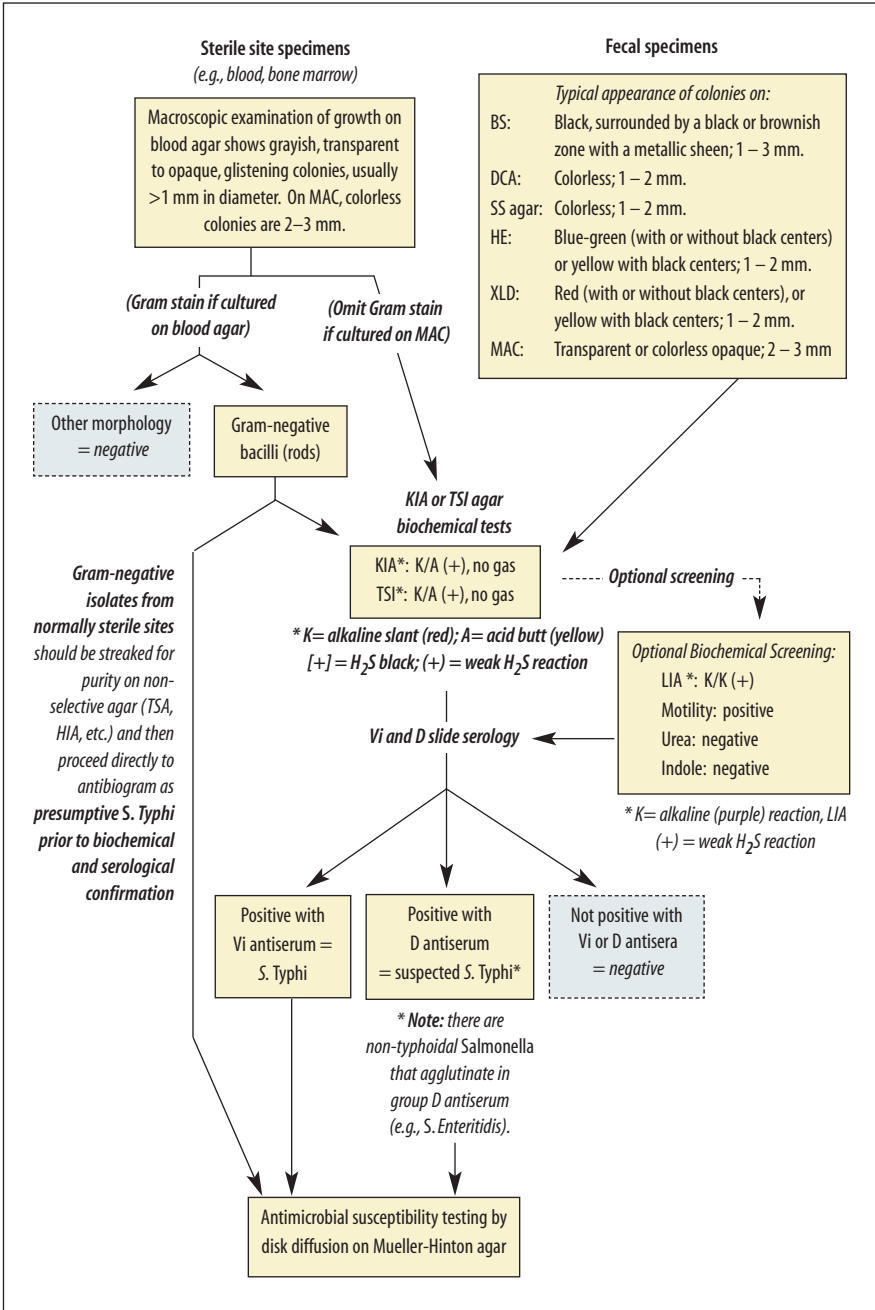 Sterile site specimens
(e.g., blood, bone marrow)
Macroscopic examination of growth on
blood agar shows grayish, transparent
to opaque, glistening colonies, usually
>1 mm in diameter. On MAC, colorless
colonies are 2–3 mm.
Fecal specimens
Typical appearance of colonies on:
BS: Black, surrounded by a black or brownish
zone with a metallic sheen; 1 – 3 mm.
DCA: Colorless; 1 – 2 mm.
SS agar: Colorless; 1 – 2 mm.
HE: Blue-green (with or without black centers)
or yellow with black centers; 1 – 2 mm.
XLD: Red (with or without black centers), or
yellow with black centers; 1 – 2 mm.
MAC: Transparent or colorless opaque; 2 – 3 mm
(Gram stain if cultured
on blood agar)
(Omit Gram stain
if cultured on MAC)
Other morphology
= negative
Gram-negative
bacilli (rods)
KIA or TSI agar
biochemical tests
KIA*: K/A (+), no gas
TSI*: K/A (+), no gas
* K= alkaline slant (red); A= acid butt (yellow)
[+] = H2S black; (+) = weak H2S reaction
Optional screening
Optional Biochemical Screening:
LIA *: K/K (+)
Motility: positive
Urea: negative
Indole: negative
* K= alkaline (purple) reaction, LIA
(+) = weak H2S reaction
Gram-negative
isolates from
normally sterile sites
should be streaked for
purity on non-
selective agar (TSA,
HIA, etc.) and then
proceed directly to
antibiogram as
presumptive S. Typhi
prior to biochemical
and serological
confirmation
Vi and D slide serology
Positive with
Vi antiserum =
S. Typhi
Positive with
D antiserum
= suspected S. Typhi*
Not positive with
Vi or D antisera
= negative
* Note: there are
non-typhoidal Salmonella
that agglutinate in
group D antiserum
(e.g., S. Enteritidis).
Antimicrobial susceptibility testing by
disk diffusion on Mueller-Hinton agar